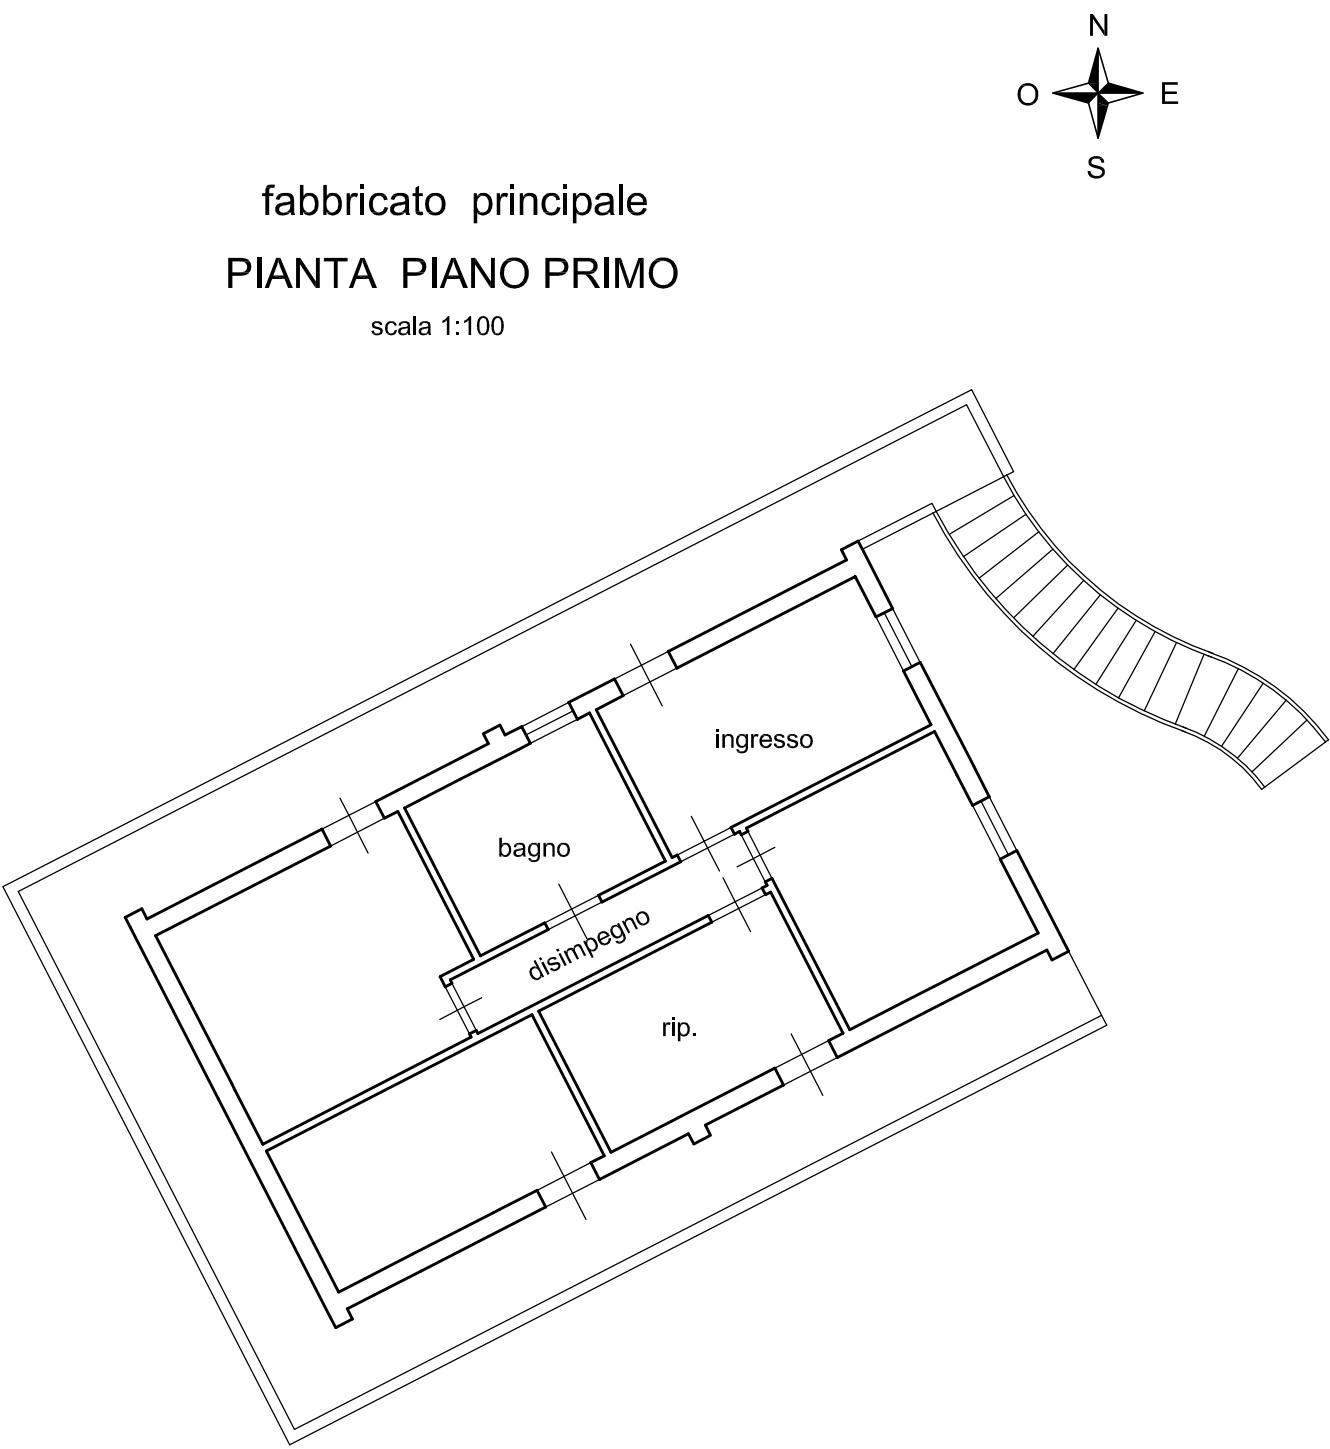 N
O E
S
fabbricato principale
PIANTA PIANO PRIMO
scala 1:100
ingresso
bagno
disimpegno
rip.